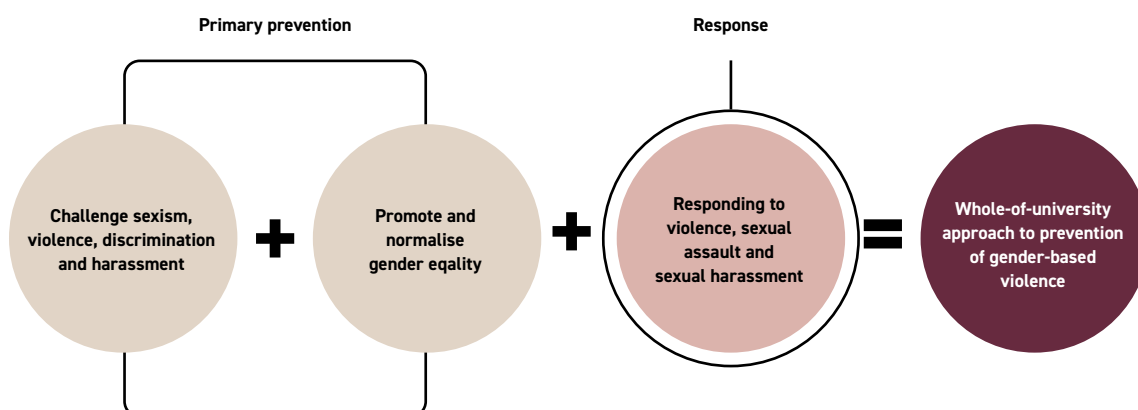 Primary prevention
Response
Challenge sexism,
violence, discrimination
and harassment
Promote and
normalise
gender eqality
Responding to
violence, sexual
assault and
sexual harassment
Whole-of-university
approach to prevention
of gender-based
violence